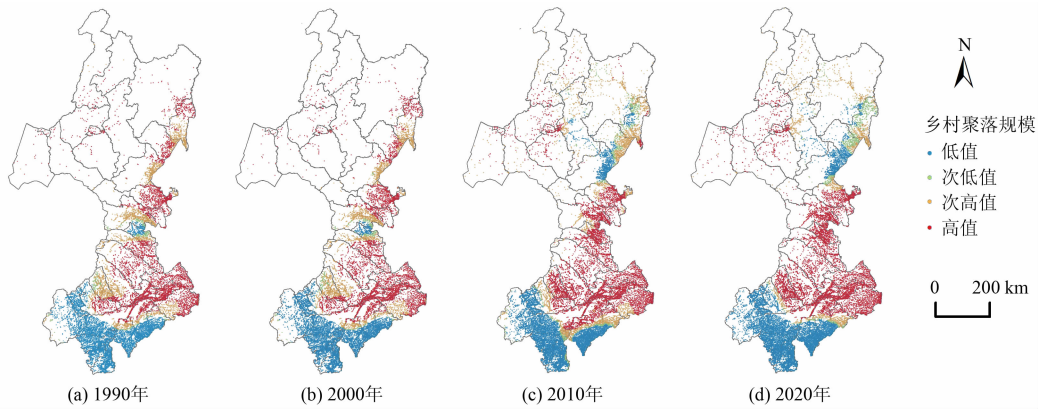 N
乡村聚落规模
低值
次低值
次高值
高值
0 200 km
(a) 1990年
(b) 2000年
(c) 2010年
(d) 2020年